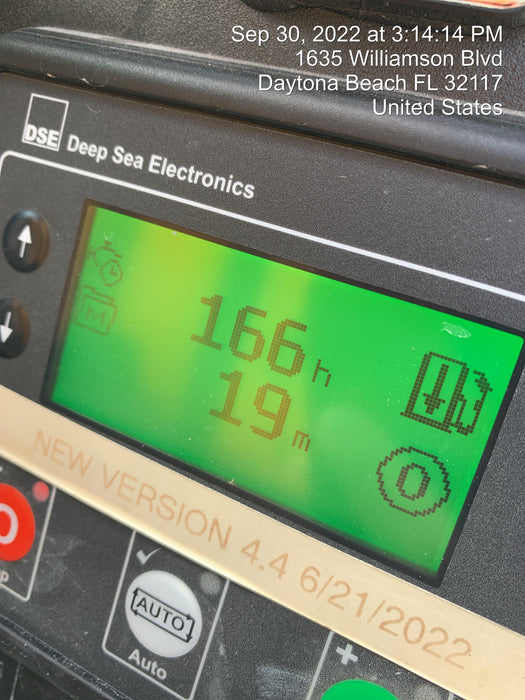 Sep 30, 2022 at 3:14:14 PM
1635 Williamson Blvd
Daytona Beach FL 32117
United States
DSE Deep Sea Electronics
M
166 h
19 m
0
NEW VERSION 4.4 6/21/2022
AUTO
Auto